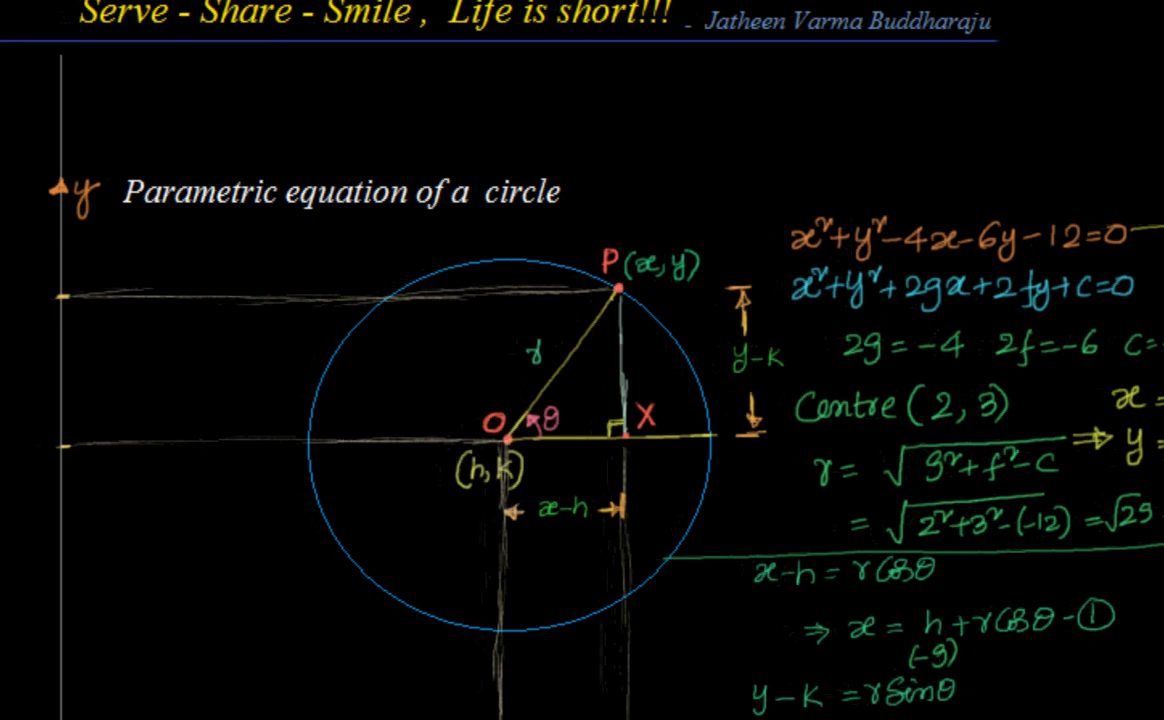 Serve - Share - Smile , Life is short!!! - Jatheen Varma Buddharaju
y
Parametric equation of a circle
P(x,y)
r
y-k
O
θ
X
(h,k)
x-h
x²+y²-4x-6y-12=0
x²+y²+2gx+2fy+c=0
2g=-4 2f=-6 C=-
Centre (2,3)
x =
r = √g²+f²-c ⇒ y =
= √2²+3²-(-12) = √25
x-h = r Cosθ
⇒ x = h+rCosθ-①
(-g)
y-k = r Sinθ